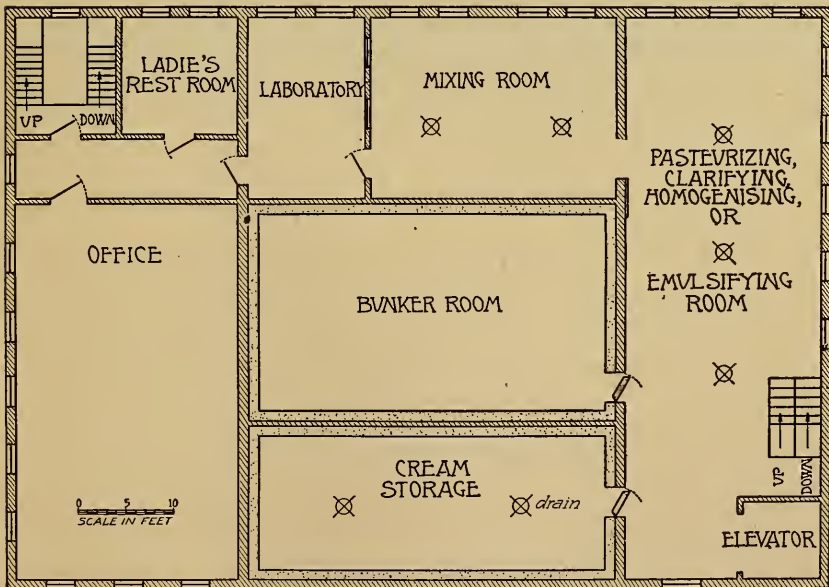 LADIE'S
REST ROOM
LABORATORY
MIXING ROOM
UP
DOWN
PASTEURIZING,
CLARIFYING,
HOMOGENISING,
OR
EMULSIFYING
ROOM
OFFICE
BUNKER ROOM
CREAM
STORAGE
drain
0 5 10
SCALE IN FEET
UP
DOWN
ELEVATOR